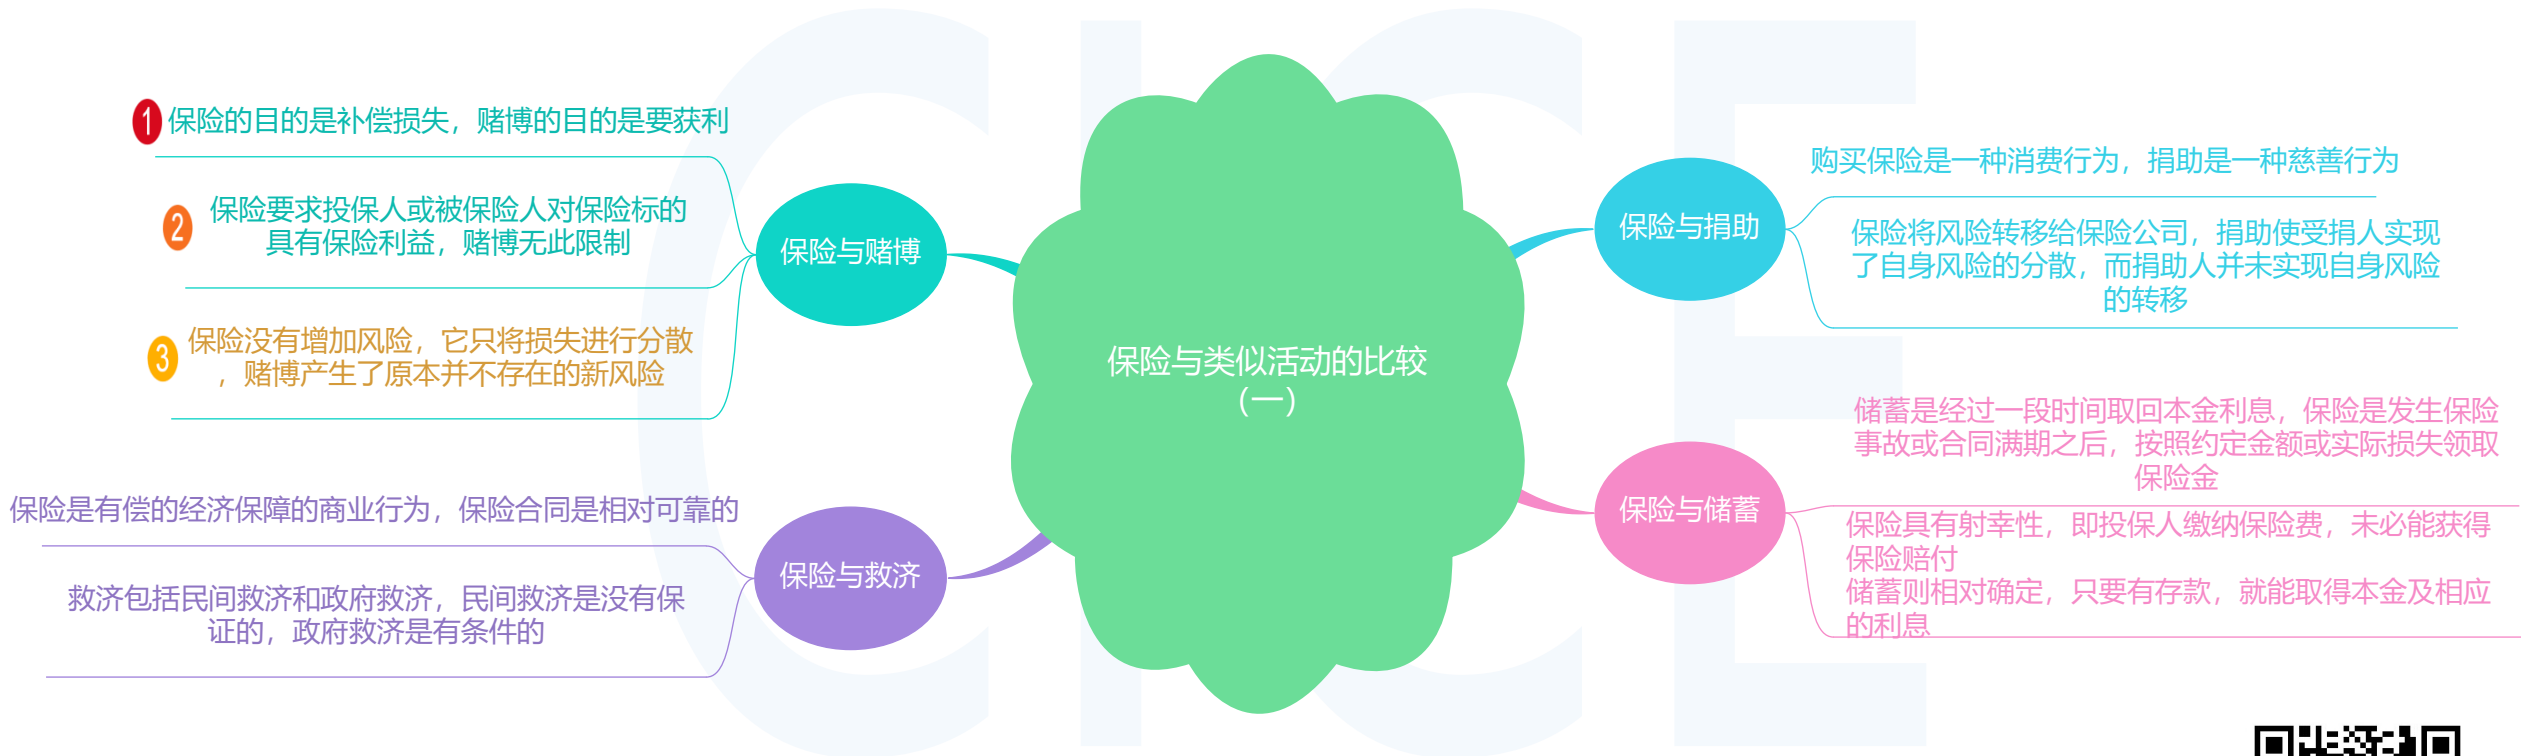 保险与类似活动的比较
（一）
保险与赌博
1 保险的目的是补偿损失，赌博的目的是要获利
2 保险要求投保人或被保险人对保险标的
具有保险利益，赌博无此限制
3 保险没有增加风险，它只将损失进行分散
，赌博产生了原本并不存在的新风险
保险与救济
保险是有偿的经济保障的商业行为，保险合同是相对可靠的
救济包括民间救济和政府救济，民间救济是没有保
证的，政府救济是有条件的
保险与捐助
购买保险是一种消费行为，捐助是一种慈善行为
保险将风险转移给保险公司，捐助使受捐人实现
了自身风险的分散，而捐助人并未实现自身风险
的转移
保险与储蓄
储蓄是经过一段时间取回本金利息，保险是发生保险
事故或合同满期之后，按照约定金额或实际损失领取
保险金
保险具有射幸性，即投保人缴纳保险费，未必能获得
保险赔付
储蓄则相对确定，只要有存款，就能取得本金及相应
的利息
CICE